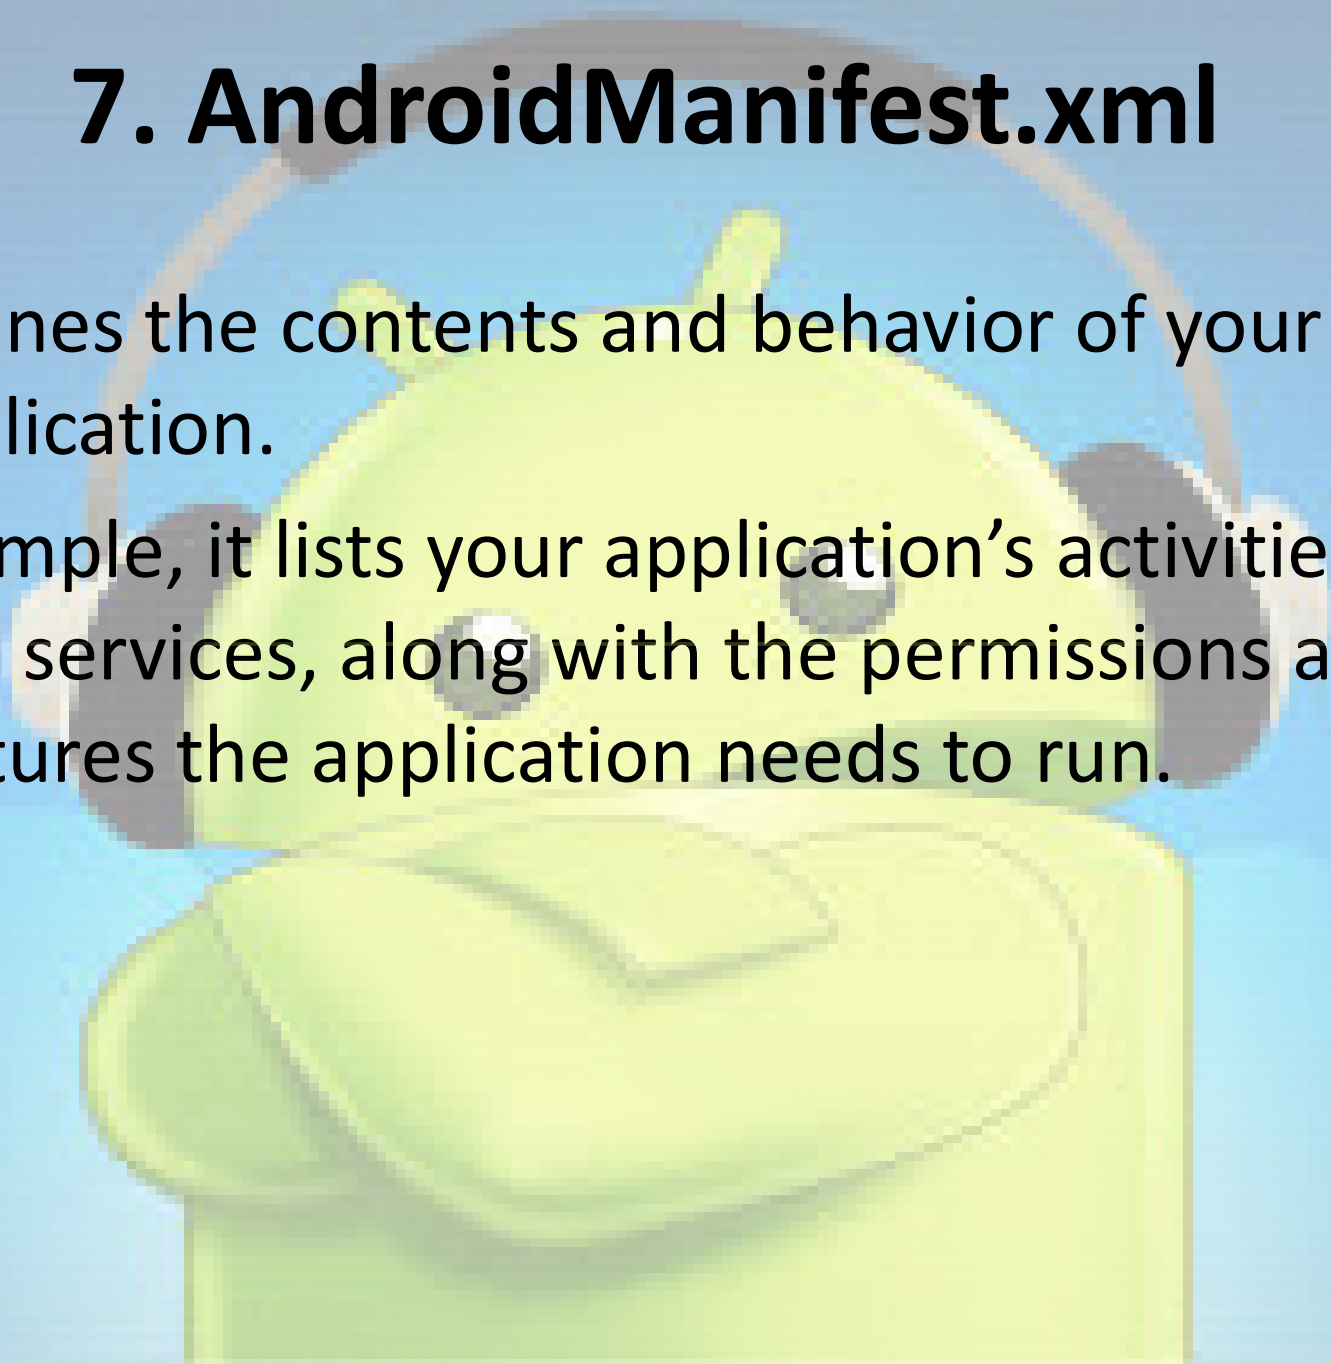 7. AndroidManifest.xml
nes the contents and behavior of your
lication.
mple, it lists your application’s activitie
services, along with the permissions a
tures the application needs to run.